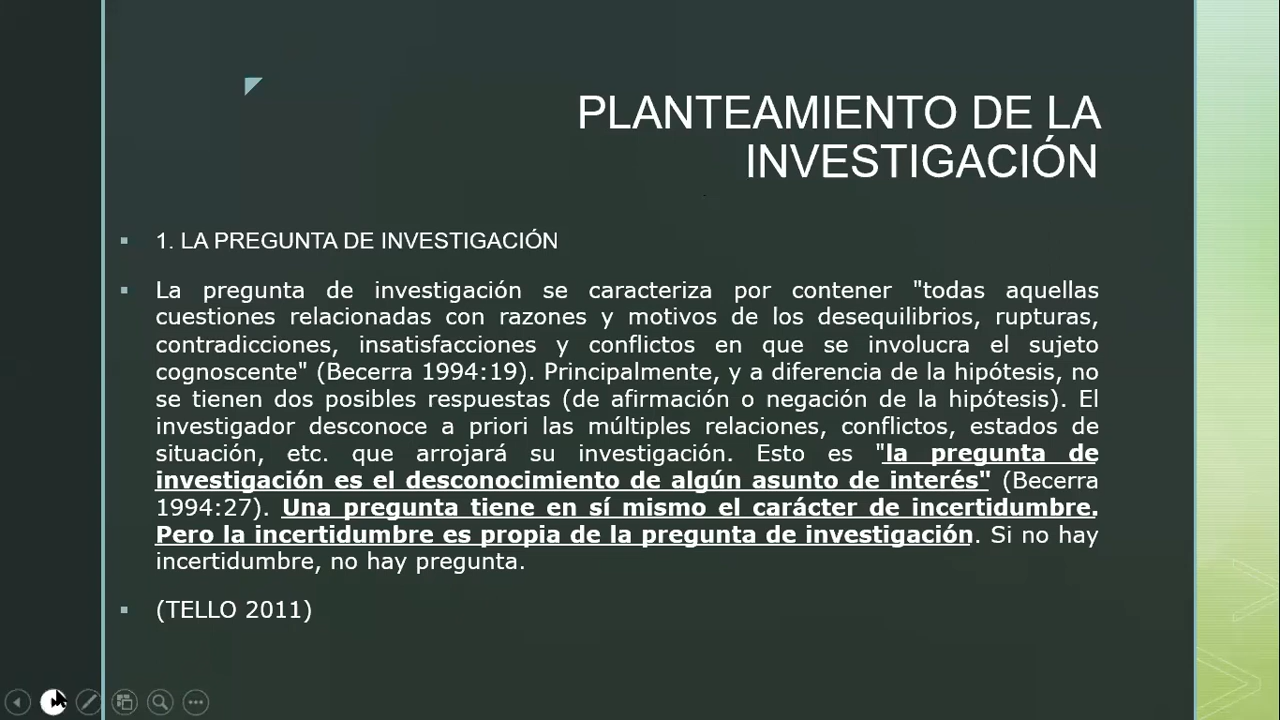 PLANTEAMIENTO DE LA
INVESTIGACIÓN
1. LA PREGUNTA DE INVESTIGACIÓN
La pregunta de investigación se caracteriza por contener "todas aquellas
cuestiones relacionadas con razones y motivos de los desequilibrios, rupturas,
contradicciones, insatisfacciones y conflictos en que se involucra el sujeto
cognoscente" (Becerra 1994:19). Principalmente, y a diferencia de la hipótesis, no
se tienen dos posibles respuestas (de afirmación o negación de la hipótesis). El
investigador desconoce a priori las múltiples relaciones, conflictos, estados de
situación, etc. que arrojará su investigación. Esto es "la pregunta de
investigación es el desconocimiento de algún asunto de interés" (Becerra
1994:27). Una pregunta tiene en sí mismo el carácter de incertidumbre.
Pero la incertidumbre es propia de la pregunta de investigación. Si no hay
incertidumbre, no hay pregunta.
(TELLO 2011)